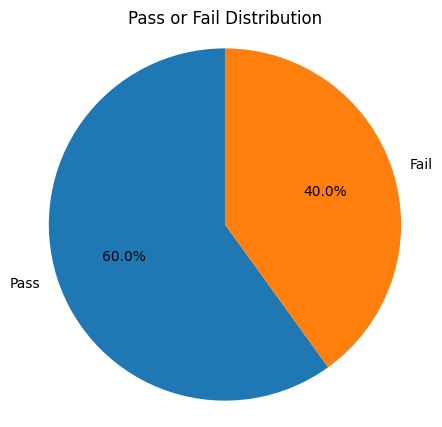 Pass or Fail Distribution
Fail
40.0%
60.0%
Pass